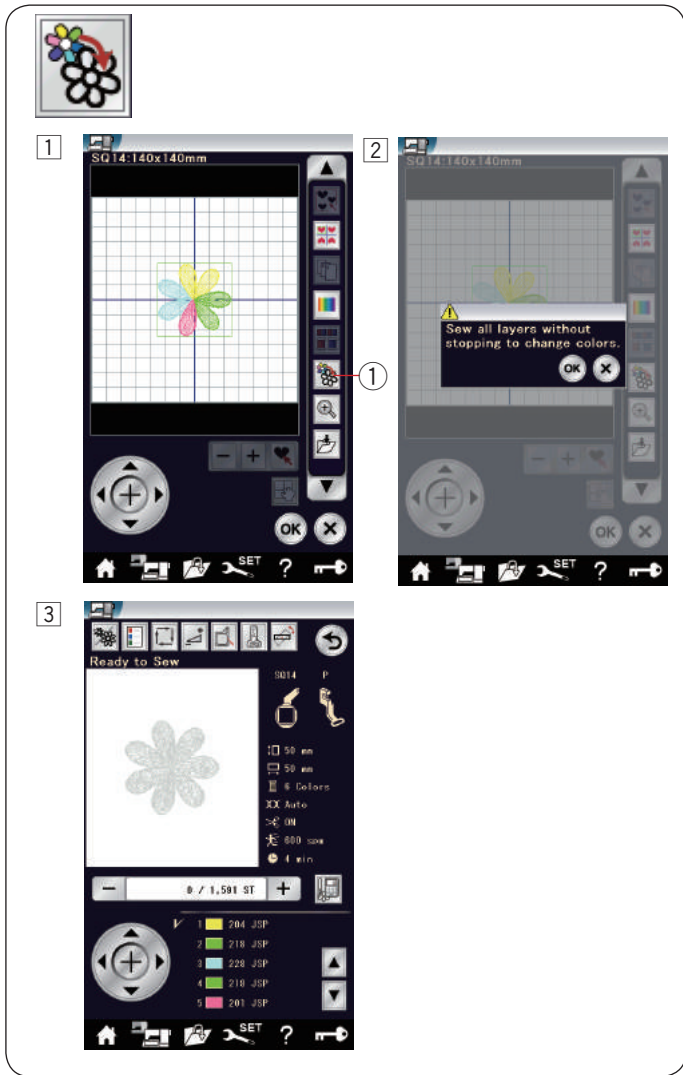 1
SQ14:140x140mm
1
OK
SET
?
2
SQ14:140x140mm
Sew all layers without
stopping to change colors.
OK
OK
SET
?
3
Ready to Sew
SQ14 P
50 mm
50 mm
6 Colors
Auto
ON
600 spm
4 min
0 / 1,591 ST
1 204 JSP
2 218 JSP
3 228 JSP
4 218 JSP
5 201 JSP
SET
?